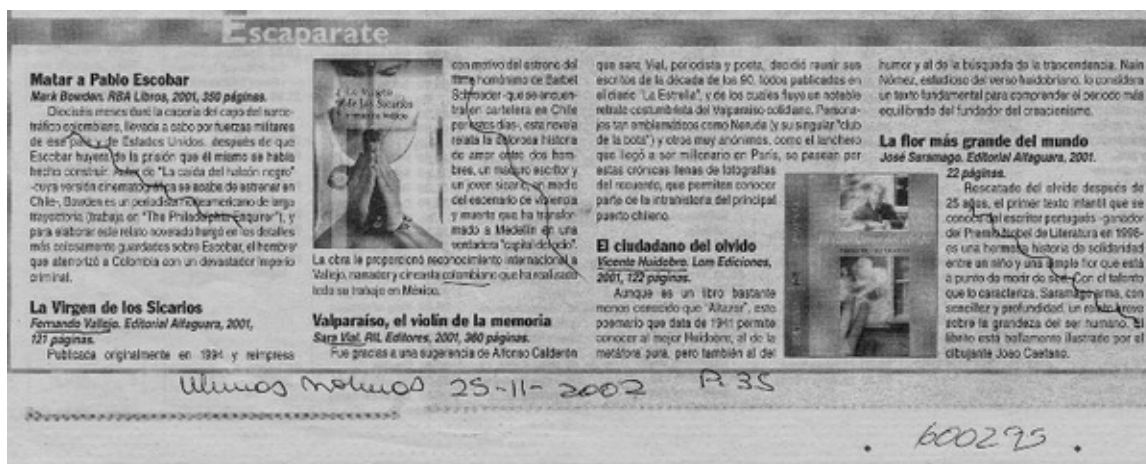 Escaparate
Matar a Pablo Escobar
Mark Bowden. RBA Libros, 2001, 350 páginas.
Dieciséis meses duró la cacería del capo del narco-
tráfico colombiano, llevada a cabo por fuerzas militares
de ese país y de Estados Unidos, después de que
Escobar huyera de la prisión que él mismo se había
hecho construir. Autor de "La caída del halcón negro"
-cuya versión cinematográfica se acaba de estrenar en
Chile-, Bowden es un periodista norteamericano de larga
trayectoria (trabaja en "The Philadelphia Enquirer"), y
para elaborar este relato novelado hurgó en los detalles
más celosamente guardados sobre Escobar, el hombre
que aterrorizó a Colombia con un devastador imperio
criminal.
La Virgen de los Sicarios
Fernando Vallejo. Editorial Alfaguara, 2001,
121 páginas.
Publicada originalmente en 1994 y reimpresa
con motivo del estreno del
filme homónimo de Barbet
Schroeder -que se encuen-
tra en cartelera en Chile
por estos días-, esta novela
relata la dolorosa historia
de amor entre dos hom-
bres, un maduro escritor y
un joven sicario, en medio
del escenario de violencia
y muerte que ha transfor-
mado a Medellín en una
verdadera "capital del odio".
La obra le proporcionó reconocimiento internacional a
Vallejo, narrador y cineasta colombiano que ha realizado
todo su trabajo en México.
Valparaíso, el violín de la memoria
Sara Vial. RIL Editores, 2001, 360 páginas.
Fue gracias a una sugerencia de Alfonso Calderón
que Sara Vial, periodista y poeta, decidió reunir sus
escritos de la década de los 90, todos publicados en
el diario "La Estrella", y de los cuales fluye un notable
retrato costumbrista del Valparaíso cotidiano. Persona-
jes tan emblemáticos como Neruda (y su singular "club
de la bota") y otros muy anónimos, como el lanchero
que llegó a ser millonario en París, se pasean por
estas crónicas llenas de fotografías
del recuerdo, que permiten conocer
parte de la intrahistoria del principal
puerto chileno.
El ciudadano del olvido
Vicente Huidobro. Lom Ediciones,
2001, 122 páginas.
Aunque es un libro bastante
menos conocido que "Altazor", este
poemario que data de 1941 permite
conocer al mejor Huidobro, al de la
metáfora pura, pero también al del
humor y al de la búsqueda de la trascendencia. Naín
Nómez, estudioso del verso huidobriano, lo considera
un texto fundamental para comprender el período más
equilibrado del fundador del creacionismo.
La flor más grande del mundo
José Saramago. Editorial Alfaguara, 2001.
22 páginas.
Rescatado del olvido después de
25 años, el primer texto infantil que se
conoce del escritor portugués -ganador
del Premio Nobel de Literatura en 1998-
es una hermosa historia de solidaridad
entre un niño y una simple flor que está
a punto de morir de sed. Con el talento
que lo caracteriza, Saramago arma, con
sencillez y profundidad, un relato
sobre la grandeza del ser humano.
librito está bellamente ilustrado por el
dibujante Joao Caetano.
Ultimas Noticias 25-11-2002 P. 35
600295